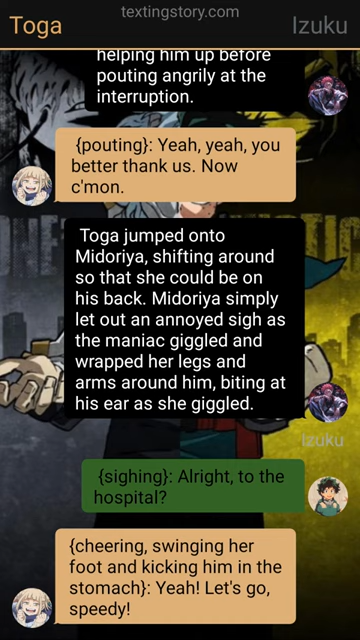 textingstory.com
Toga
Izuku
helping him up before
pouting angrily at the
interruption.
{pouting}: Yeah, yeah, you
better thank us. Now
c'mon.
Toga jumped onto
Midoriya, shifting around
so that she could be on
his back. Midoriya simply
let out an annoyed sigh as
the maniac giggled and
wrapped her legs and
arms around him, biting at
his ear as she giggled.
Izuku
{sighing}: Alright, to the
hospital?
{cheering, swinging her
foot and kicking him in the
stomach}: Yeah! Let's go,
speedy!